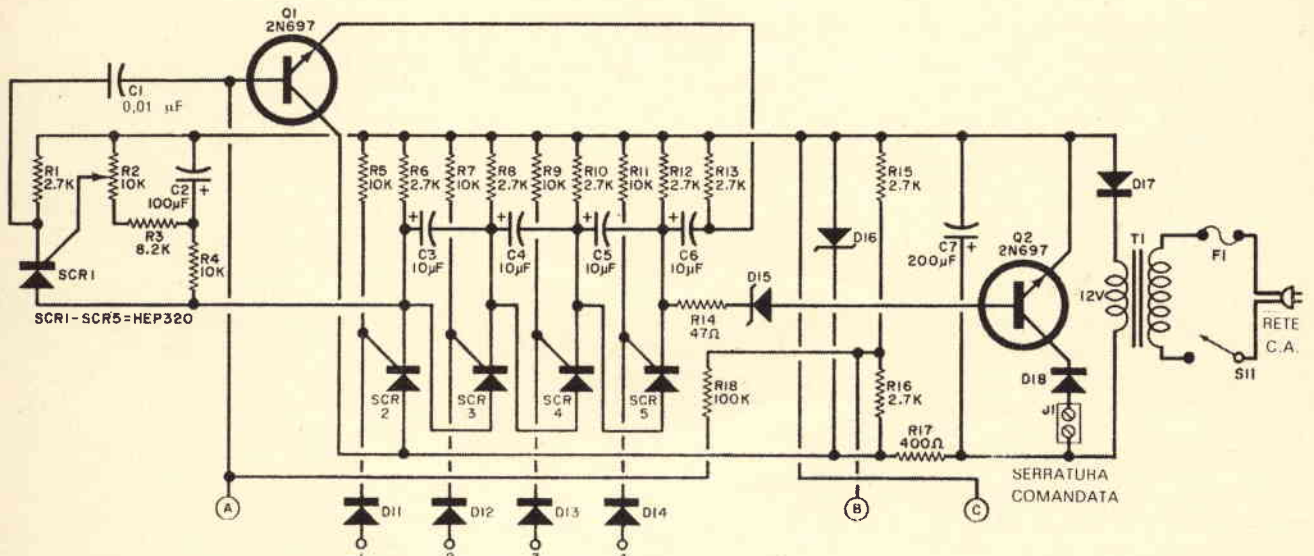 Q1
2N697
C1
0,01 µF
R1
2.7K
R2
10K
C2
100µF
+
R3
8.2K
R4
10K
SCR1
SCR1-SCR5=HEP320
R5
10K
R6
2.7K
R7
10K
R8
2.7K
R9
10K
R10
2.7K
R11
10K
R12
2.7K
R13
2.7K
+
C3
10µF
+
C4
10µF
+
C5
10µF
+
C6
10µF
R15
2.7K
D16
C7
200µF
+
Q2
2N697
D17
T1
12V
F1
RETE
C.A.
S11
D15
R14
47Ω
SCR
2
SCR
3
SCR
4
SCR
5
R18
100K
R16
2.7K
R17
400Ω
D18
J1
SERRATURA
COMANDATA
A
D11
D12
D13
D14
B
C